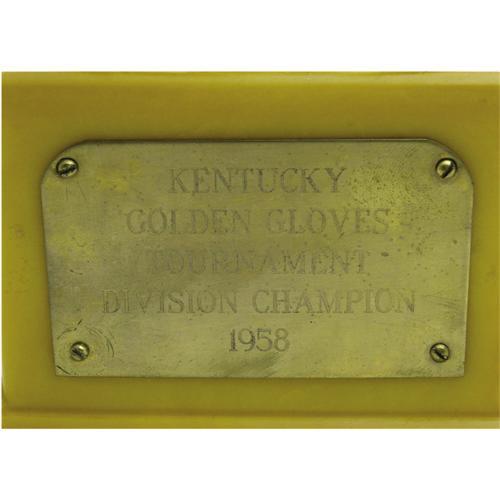 KENTUCKY
GOLDEN GLOVES
TOURNAMENT
DIVISION CHAMPION
1958